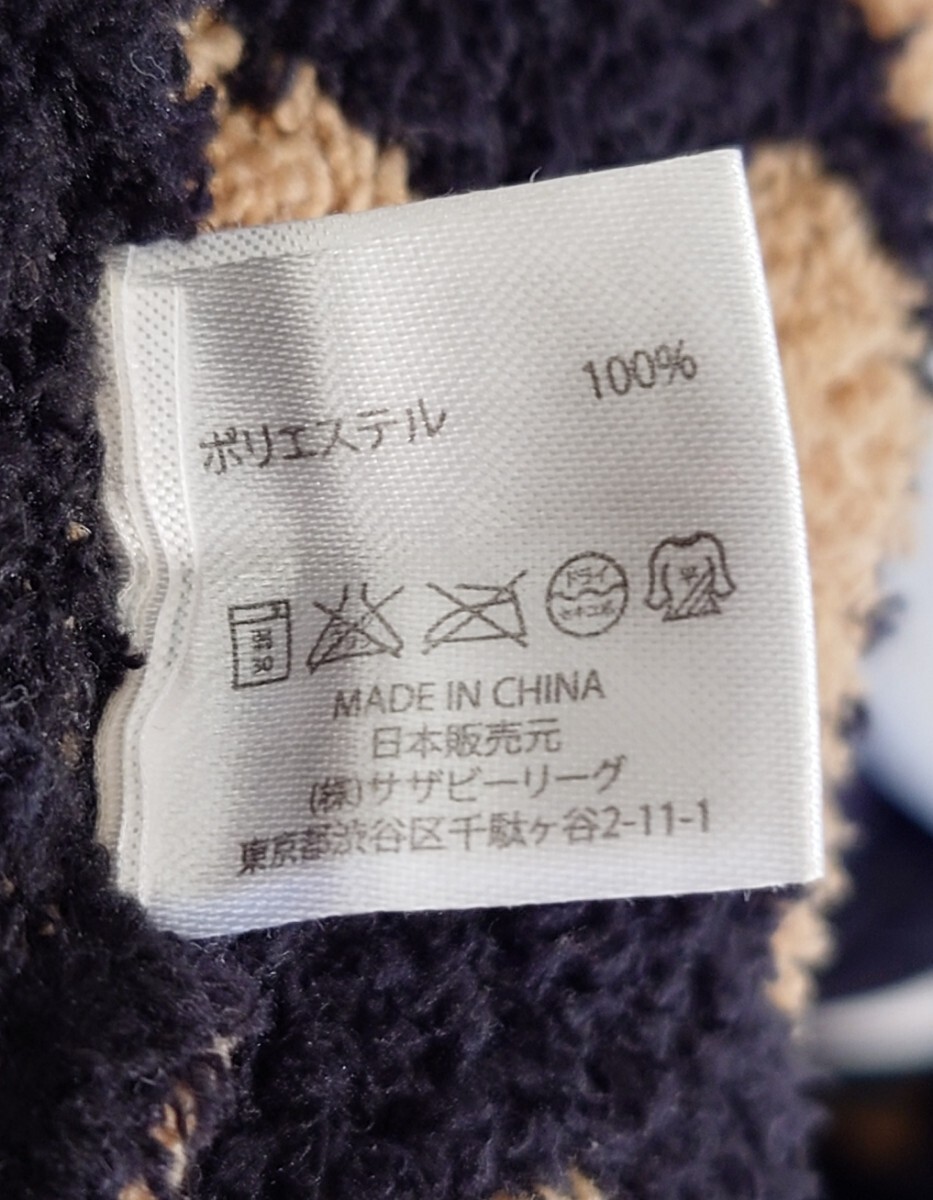 ポリエステル 100%
MADE IN CHINA
日本販売元
(株)サザビーリーグ
東京都渋谷区千駄ヶ谷2-11-1